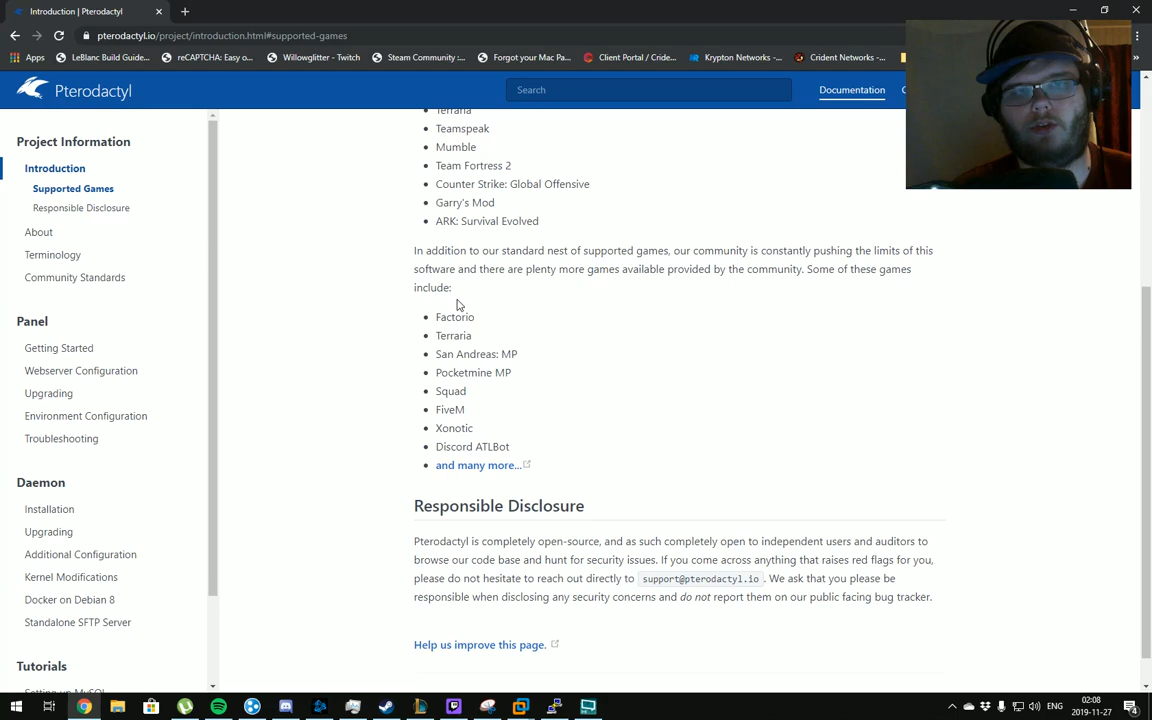 Introduction | Pterodactyl
pterodactyl.io/project/introduction.html#supported-games
Apps
LeBlanc Build Guide...
reCAPTCHA: Easy o...
Willowglitter - Twitch
Steam Community :...
Forgot your Mac Pa...
Client Portal / Cride...
Krypton Networks -...
Crident Networks -...
Pterodactyl
Search
Documentation
Project Information
Introduction
Supported Games
Responsible Disclosure
About
Terminology
Community Standards
Panel
Getting Started
Webserver Configuration
Upgrading
Environment Configuration
Troubleshooting
Daemon
Installation
Upgrading
Additional Configuration
Kernel Modifications
Docker on Debian 8
Standalone SFTP Server
Tutorials
Setting up MySQL
Terraria
Teamspeak
Mumble
Team Fortress 2
Counter Strike: Global Offensive
Garry's Mod
ARK: Survival Evolved
In addition to our standard nest of supported games, our community is constantly pushing the limits of this
software and there are plenty more games available provided by the community. Some of these games
include:
Factorio
Terraria
San Andreas: MP
Pocketmine MP
Squad
FiveM
Xonotic
Discord ATLBot
and many more...
Responsible Disclosure
Pterodactyl is completely open-source, and as such completely open to independent users and auditors to
browse our code base and hunt for security issues. If you come across anything that raises red flags for you,
please do not hesitate to reach out directly to support@pterodactyl.io. We ask that you please be
responsible when disclosing any security concerns and do not report them on our public facing bug tracker.
Help us improve this page.
ENG
02:08
2019-11-27
4